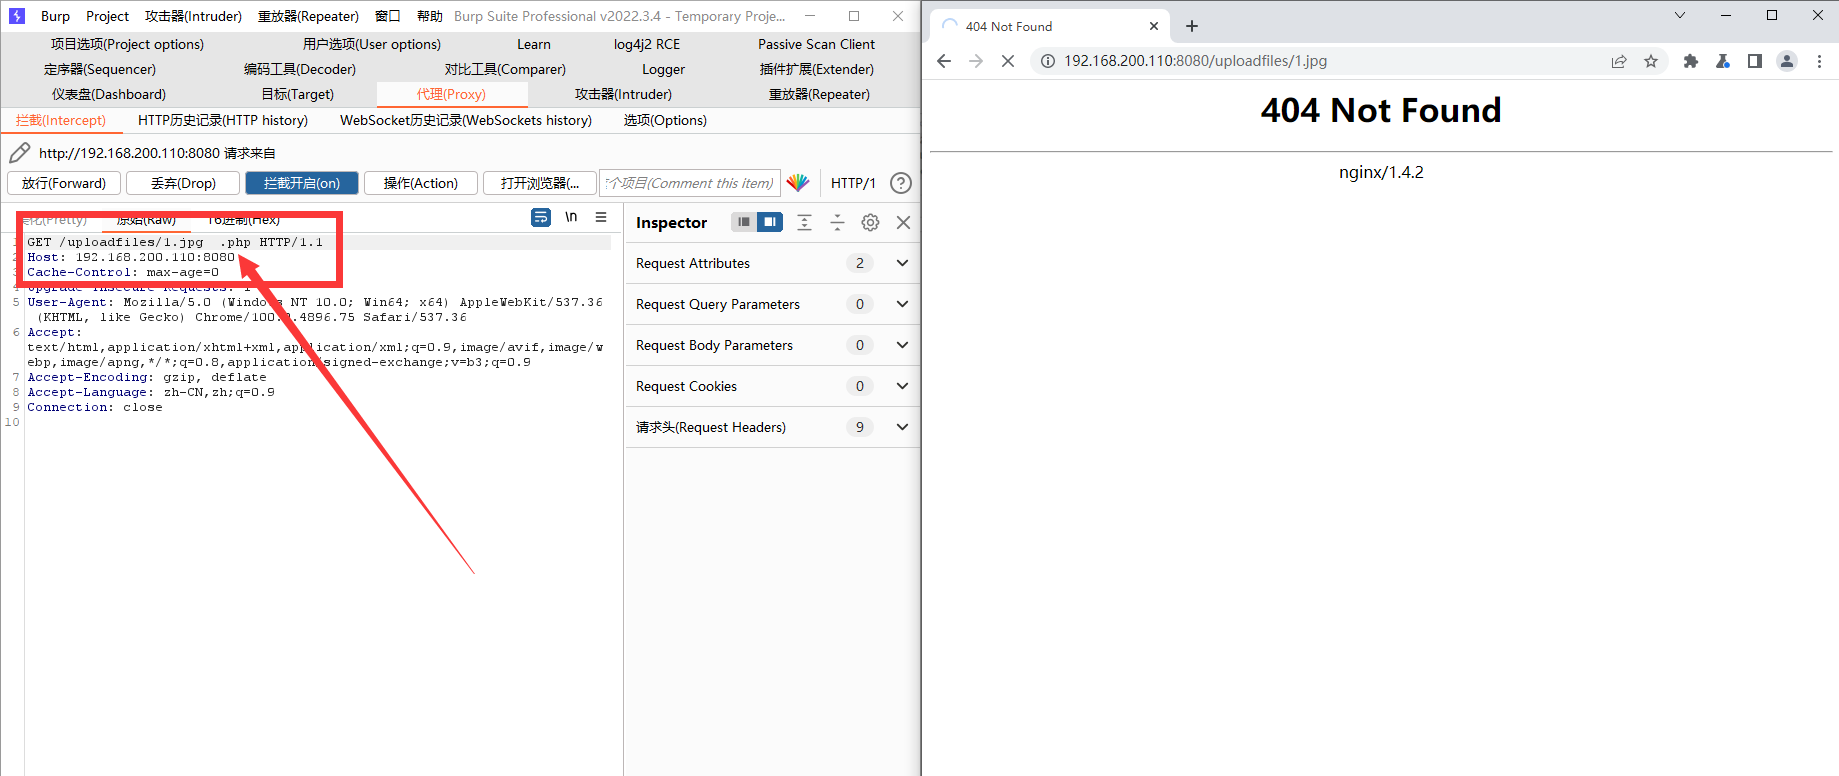 Burp Project 攻击器(Intruder) 重放器(Repeater) 窗口 帮助 Burp Suite Professional v2022.3.4 - Temporary Proje...
项目选项(Project options) 用户选项(User options) Learn log4j2 RCE Passive Scan Client
定序器(Sequencer) 编码工具(Decoder) 对比工具(Comparer) Logger 插件扩展(Extender)
仪表盘(Dashboard) 目标(Target) 代理(Proxy) 攻击器(Intruder) 重放器(Repeater)
拦截(Intercept) HTTP历史记录(HTTP history) WebSocket历史记录(WebSockets history) 选项(Options)
http://192.168.200.110:8080 请求来自
放行(Forward) 丢弃(Drop) 拦截开启(on) 操作(Action) 打开浏览器(... 个项目(Comment this item) HTTP/1 ?
(Pretty) 原始(Raw) 16进制(Hex) \n
1 GET /uploadfiles/1.jpg  .php HTTP/1.1
2 Host: 192.168.200.110:8080
3 Cache-Control: max-age=0
4 Upgrade-Insecure-Requests: 1
5 User-Agent: Mozilla/5.0 (Windows NT 10.0; Win64; x64) AppleWebKit/537.36
(KHTML, like Gecko) Chrome/100.0.4896.75 Safari/537.36
6 Accept:
text/html,application/xhtml+xml,application/xml;q=0.9,image/avif,image/w
ebp,image/apng,*/*;q=0.8,application/signed-exchange;v=b3;q=0.9
7 Accept-Encoding: gzip, deflate
8 Accept-Language: zh-CN,zh;q=0.9
9 Connection: close
10
Inspector
Request Attributes 2
Request Query Parameters 0
Request Body Parameters 0
Request Cookies 0
请求头(Request Headers) 9
404 Not Found
192.168.200.110:8080/uploadfiles/1.jpg
404 Not Found
nginx/1.4.2